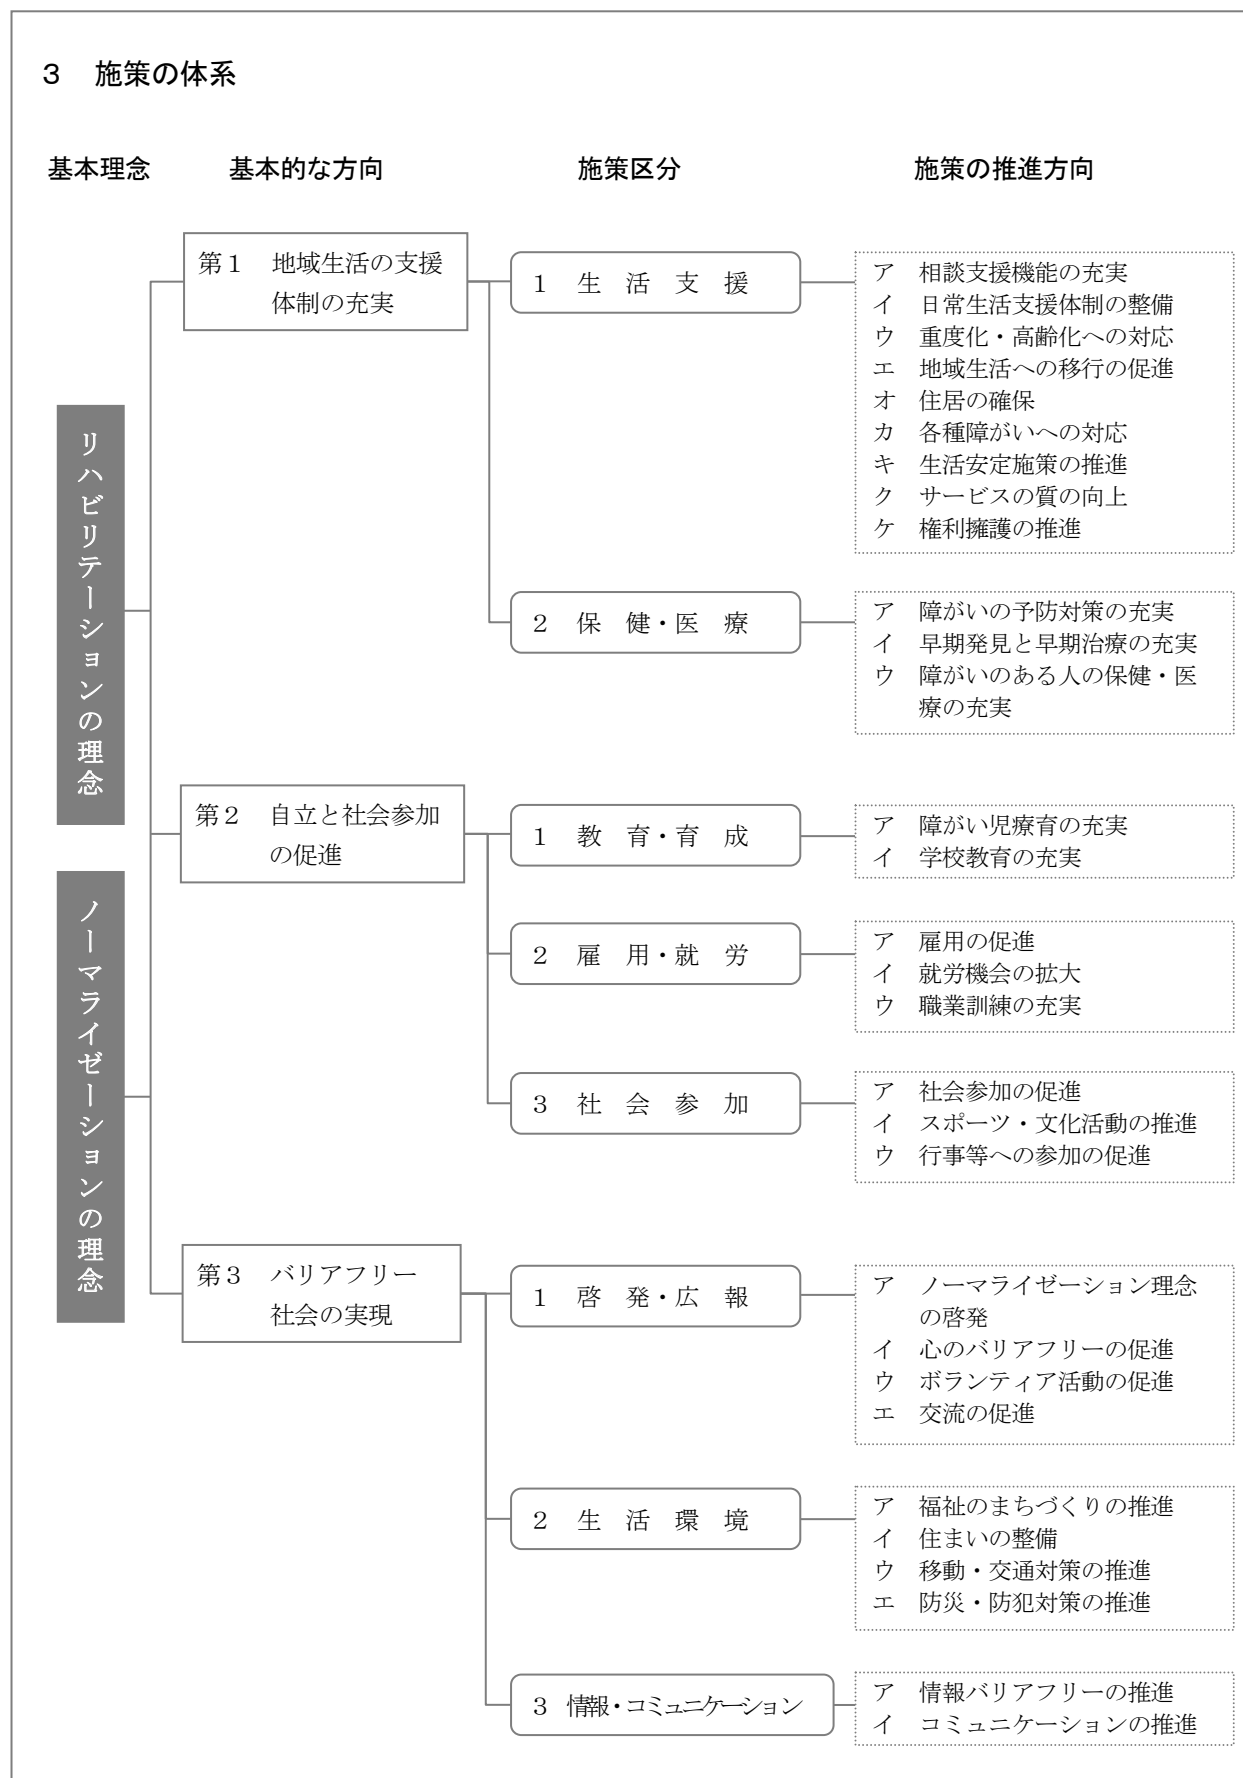 ３　施策の体系
基本理念　基本的な方向　施策区分　施策の推進方向
リハビリテーションの理念
ノーマライゼーションの理念
第１　地域生活の支援
体制の充実
１　生　活　支　援
ア　相談支援機能の充実
イ　日常生活支援体制の整備
ウ　重度化・高齢化への対応
エ　地域生活への移行の促進
オ　住居の確保
カ　各種障がいへの対応
キ　生活安定施策の推進
ク　サービスの質の向上
ケ　権利擁護の推進
２　保　健・医　療
ア　障がいの予防対策の充実
イ　早期発見と早期治療の充実
ウ　障がいのある人の保健・医
療の充実
第２　自立と社会参加
の促進
１　教　育・育　成
ア　障がい児療育の充実
イ　学校教育の充実
２　雇　用・就　労
ア　雇用の促進
イ　就労機会の拡大
ウ　職業訓練の充実
３　社　会　参　加
ア　社会参加の促進
イ　スポーツ・文化活動の推進
ウ　行事等への参加の促進
第３　バリアフリー
社会の実現
１　啓　発・広　報
ア　ノーマライゼーション理念
の啓発
イ　心のバリアフリーの促進
ウ　ボランティア活動の促進
エ　交流の促進
２　生　活　環　境
ア　福祉のまちづくりの推進
イ　住まいの整備
ウ　移動・交通対策の推進
エ　防災・防犯対策の推進
３　情報・コミュニケーション
ア　情報バリアフリーの推進
イ　コミュニケーションの推進